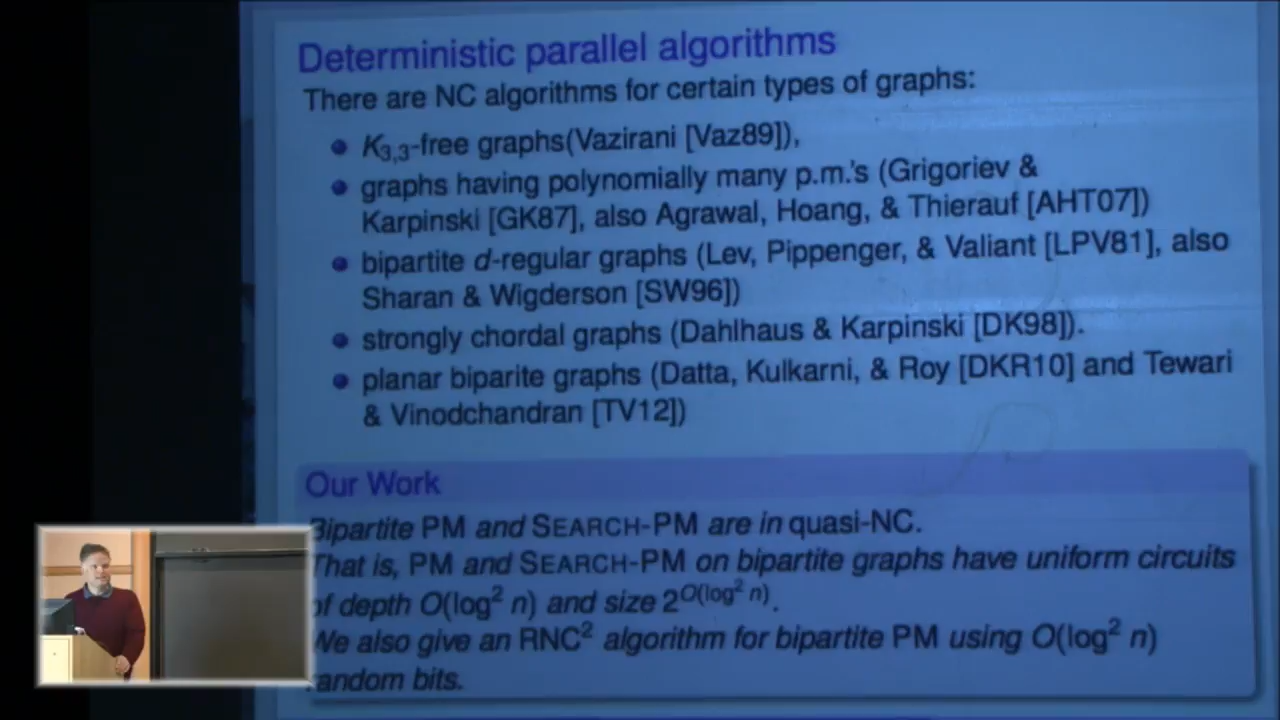 Deterministic parallel algorithms
There are NC algorithms for certain types of graphs:
K3,3-free graphs(Vazirani [Vaz89]),
graphs having polynomially many p.m.'s (Grigoriev &
Karpinski [GK87], also Agrawal, Hoang, & Thierauf [AHT07])
bipartite d-regular graphs (Lev, Pippenger, & Valiant [LPV81], also
Sharan & Wigderson [SW96])
strongly chordal graphs (Dahlhaus & Karpinski [DK98]).
planar biparite graphs (Datta, Kulkarni, & Roy [DKR10] and Tewari
& Vinodchandran [TV12])
Our Work
Bipartite PM and SEARCH-PM are in quasi-NC.
That is, PM and SEARCH-PM on bipartite graphs have uniform circuits
of depth O(log² n) and size 2^O(log² n).
We also give an RNC² algorithm for bipartite PM using O(log² n)
random bits.